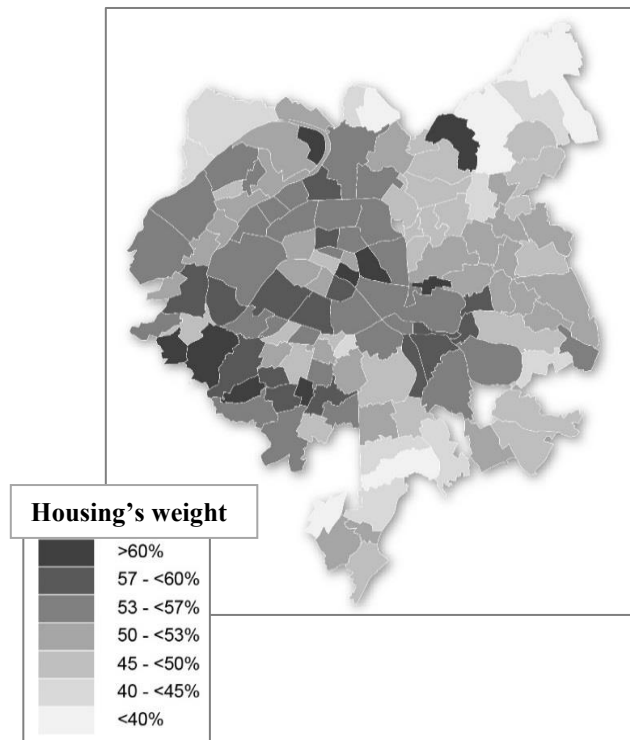 Housing’s weight
>60%
57 - <60%
53 - <57%
50 - <53%
45 - <50%
40 - <45%
<40%